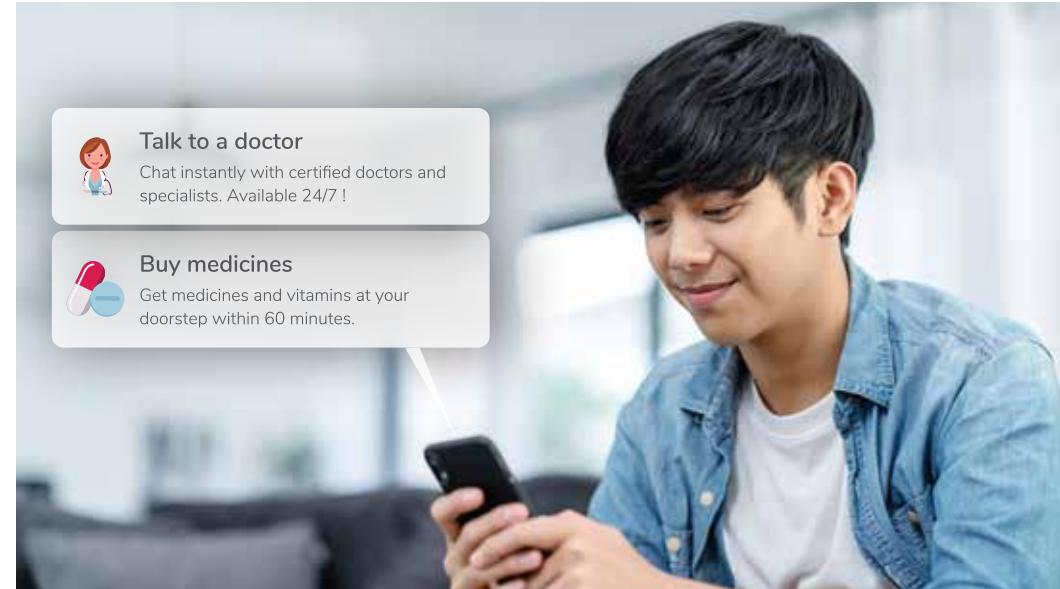 Talk to a doctor
Chat instantly with certified doctors and
specialists. Available 24/7 !
Buy medicines
Get medicines and vitamins at your
doorstep within 60 minutes.